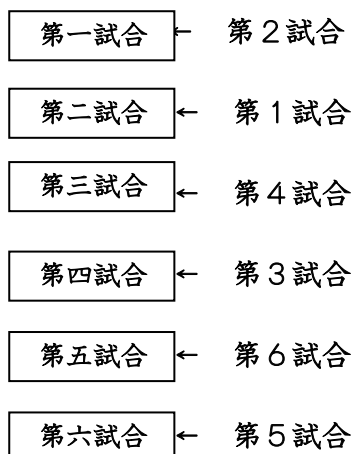 第一試合 ← 第２試合
第二試合 ← 第１試合
第三試合 ← 第４試合
第四試合 ← 第３試合
第五試合 ← 第６試合
第六試合 ← 第５試合